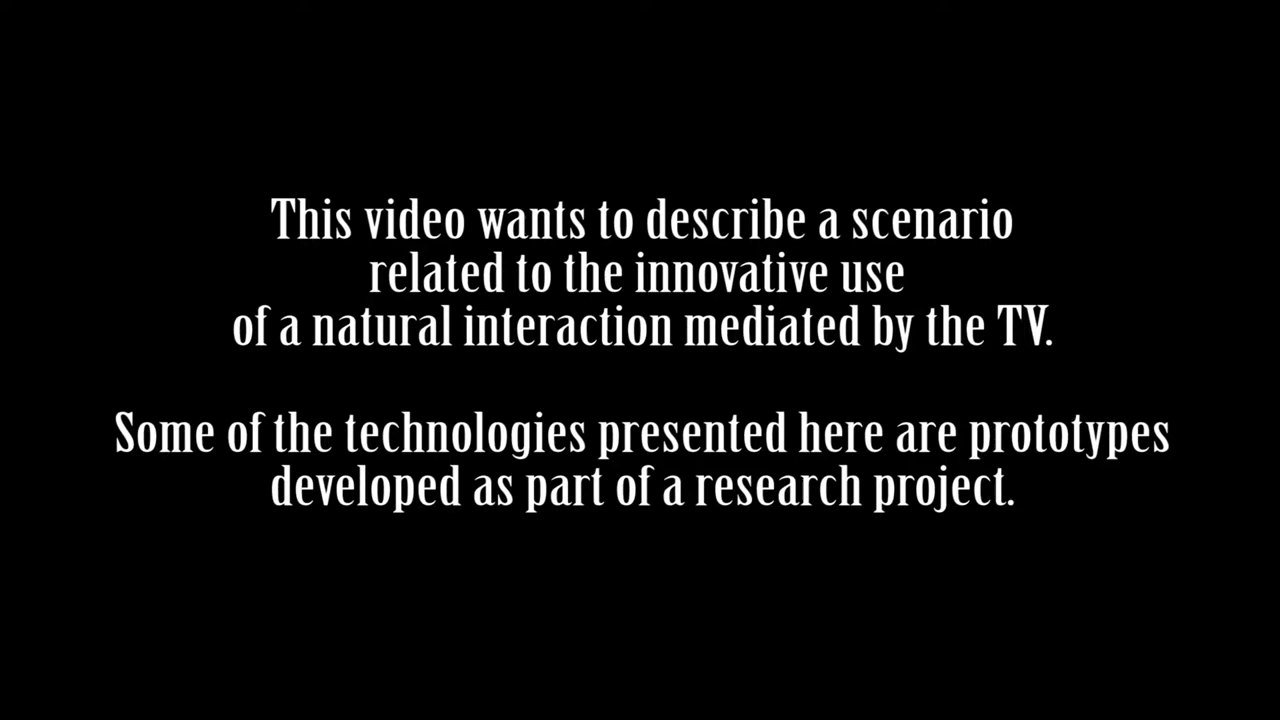 This video wants to describe a scenario
related to the innovative use
of a natural interaction mediated by the TV.
Some of the technologies presented here are prototypes
developed as part of a research project.